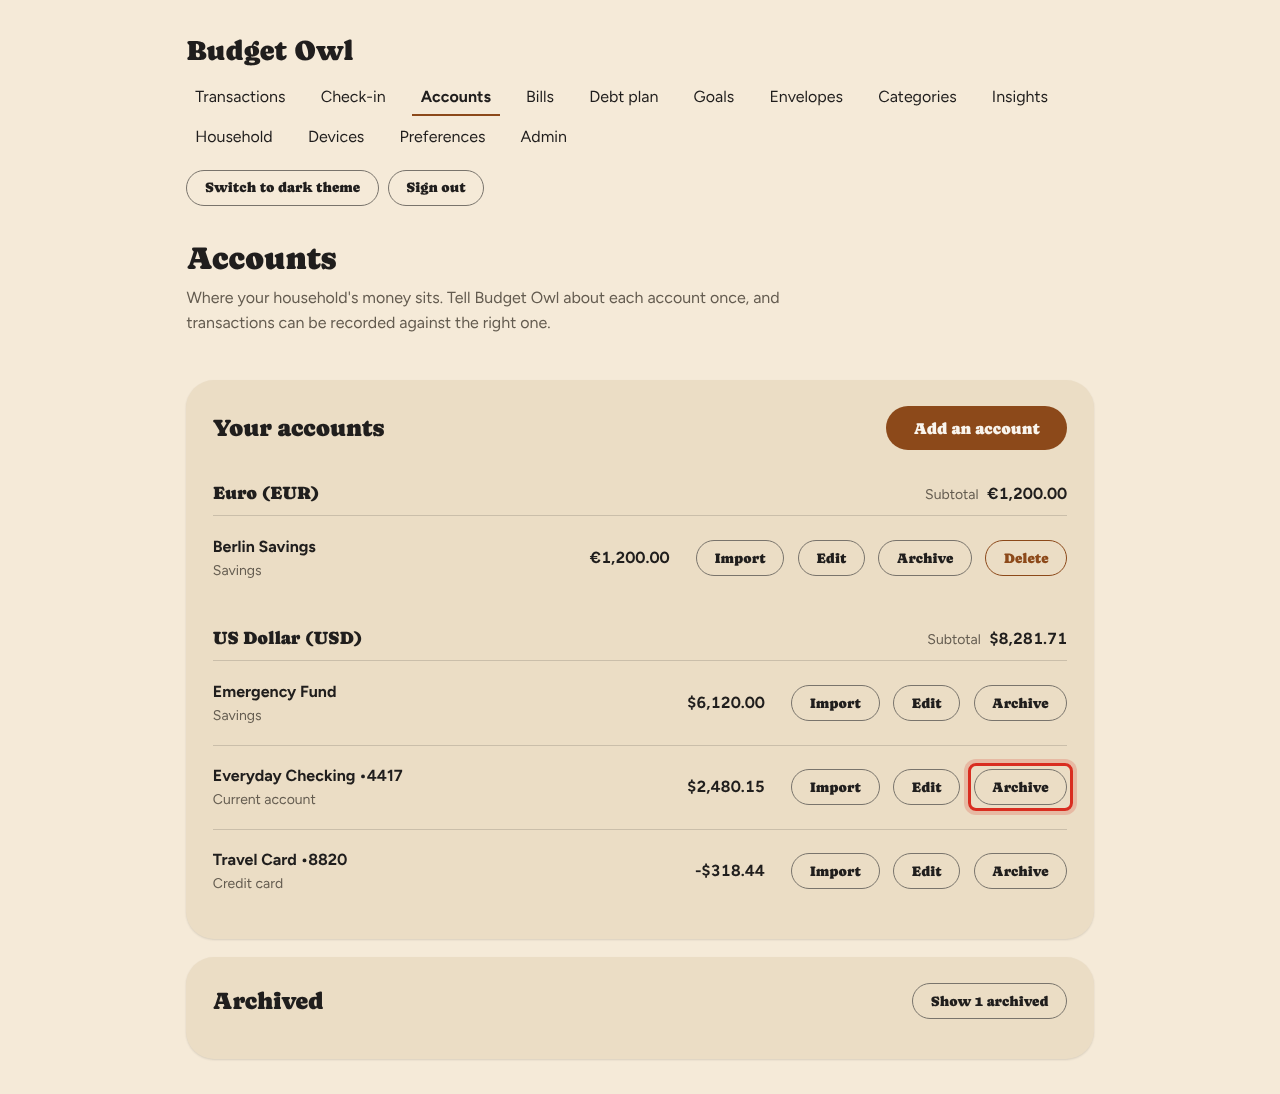 Budget Owl
Transactions Check-in Accounts Bills Debt plan Goals Envelopes Categories Insights
Household Devices Preferences Admin
Switch to dark theme Sign out
Accounts
Where your household's money sits. Tell Budget Owl about each account once, and
transactions can be recorded against the right one.
Your accounts Add an account
Euro (EUR) Subtotal €1,200.00
Berlin Savings
Savings
€1,200.00 Import Edit Archive Delete
US Dollar (USD) Subtotal $8,281.71
Emergency Fund
Savings
$6,120.00 Import Edit Archive
Everyday Checking •4417
Current account
$2,480.15 Import Edit Archive
Travel Card •8820
Credit card
-$318.44 Import Edit Archive
Archived Show 1 archived